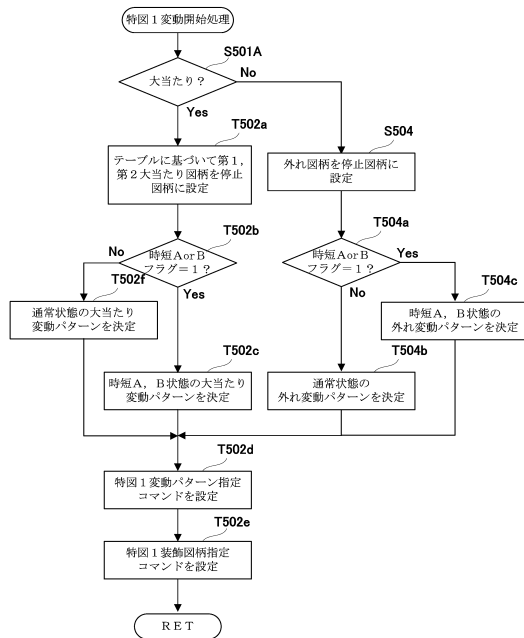 特図１変動開始処理
S501A
大当たり？
No
Yes
T502a
テーブルに基づいて第１，
第２大当たり図柄を停止
図柄に設定
S504
外れ図柄を停止図柄に
設定
T502b
時短ＡorＢ
フラグ＝１？
No
Yes
T504a
時短ＡorＢ
フラグ＝１？
Yes
No
T502f
通常状態の大当たり
変動パターンを決定
T504c
時短Ａ，Ｂ状態の
外れ変動パターンを決定
T502c
時短Ａ，Ｂ状態の大当たり
変動パターンを決定
T504b
通常状態の
外れ変動パターンを決定
T502d
特図１変動パターン指定
コマンドを設定
T502e
特図１装飾図柄指定
コマンドを設定
ＲＥＴ